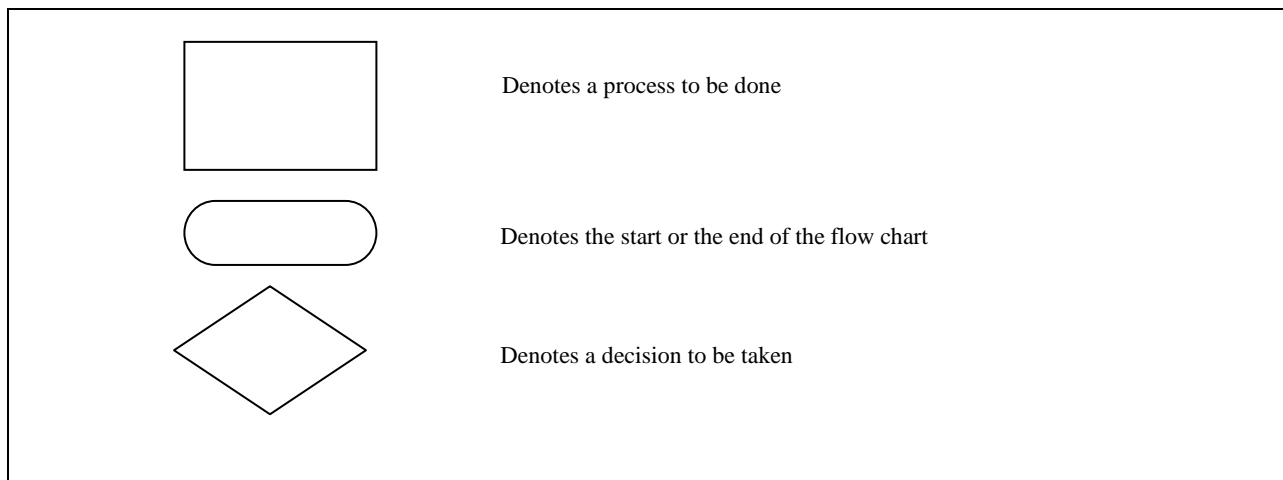 Denotes a process to be done
Denotes the start or the end of the flow chart
Denotes a decision to be taken